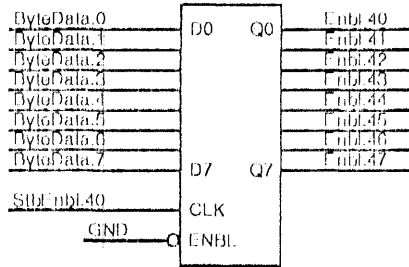 ByteData.0 D0 Q0 Enbl.40
ByteData.1 Enbl.41
ByteData.2 Enbl.42
ByteData.3 Enbl.43
ByteData.4 Enbl.44
ByteData.5 Enbl.45
ByteData.6 Enbl.46
ByteData.7 D7 Q7 Enbl.47
StbEnbl.40 CLK
GND ENBL